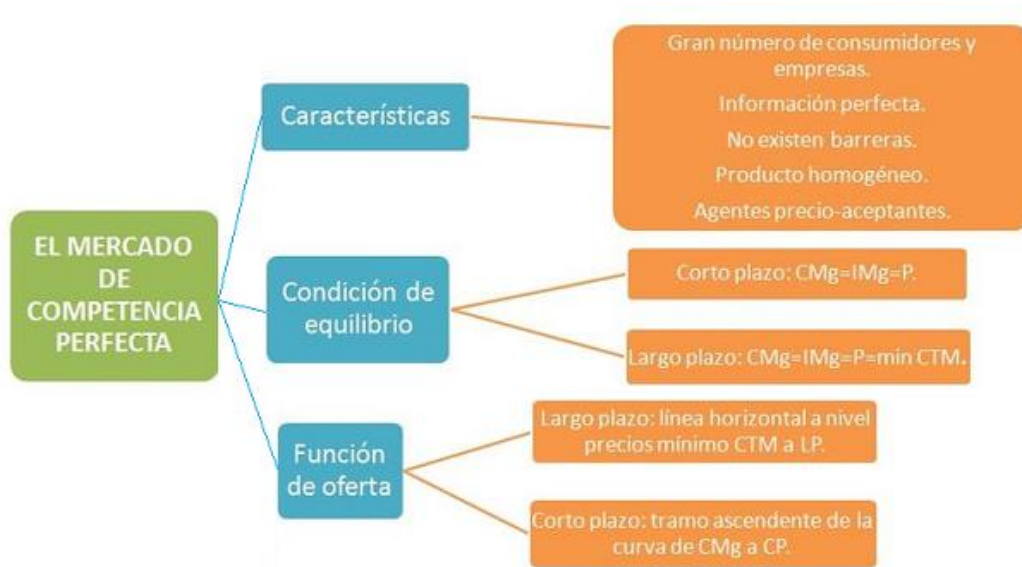 EL MERCADO
DE
COMPETENCIA
PERFECTA
Características
Gran número de consumidores y
empresas.
Información perfecta.
No existen barreras.
Producto homogéneo.
Agentes precio-aceptantes.
Condición de
equilibrio
Corto plazo: CMg=IMg=P.
Largo plazo: CMg=IMg=P=min CTM.
Función
de oferta
Largo plazo: línea horizontal a nivel
precios mínimo CTM a LP.
Corto plazo: tramo ascendente de la
curva de CMg a CP.